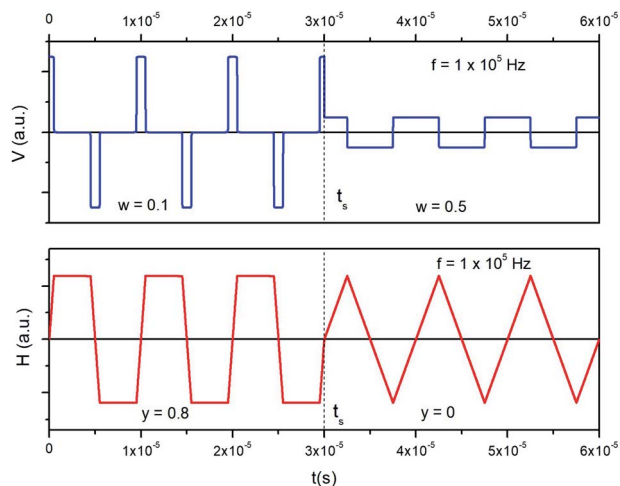 0 1x10⁻⁵ 2x10⁻⁵ 3x10⁻⁵ 4x10⁻⁵ 5x10⁻⁵ 6x10⁻⁵
f = 1 x 10⁵ Hz
V (a.u.)
w = 0.1 tₛ w = 0.5
f = 1 x 10⁵ Hz
H (a.u.)
y = 0.8 tₛ y = 0
0 1x10⁻⁵ 2x10⁻⁵ 3x10⁻⁵ 4x10⁻⁵ 5x10⁻⁵ 6x10⁻⁵
t(s)